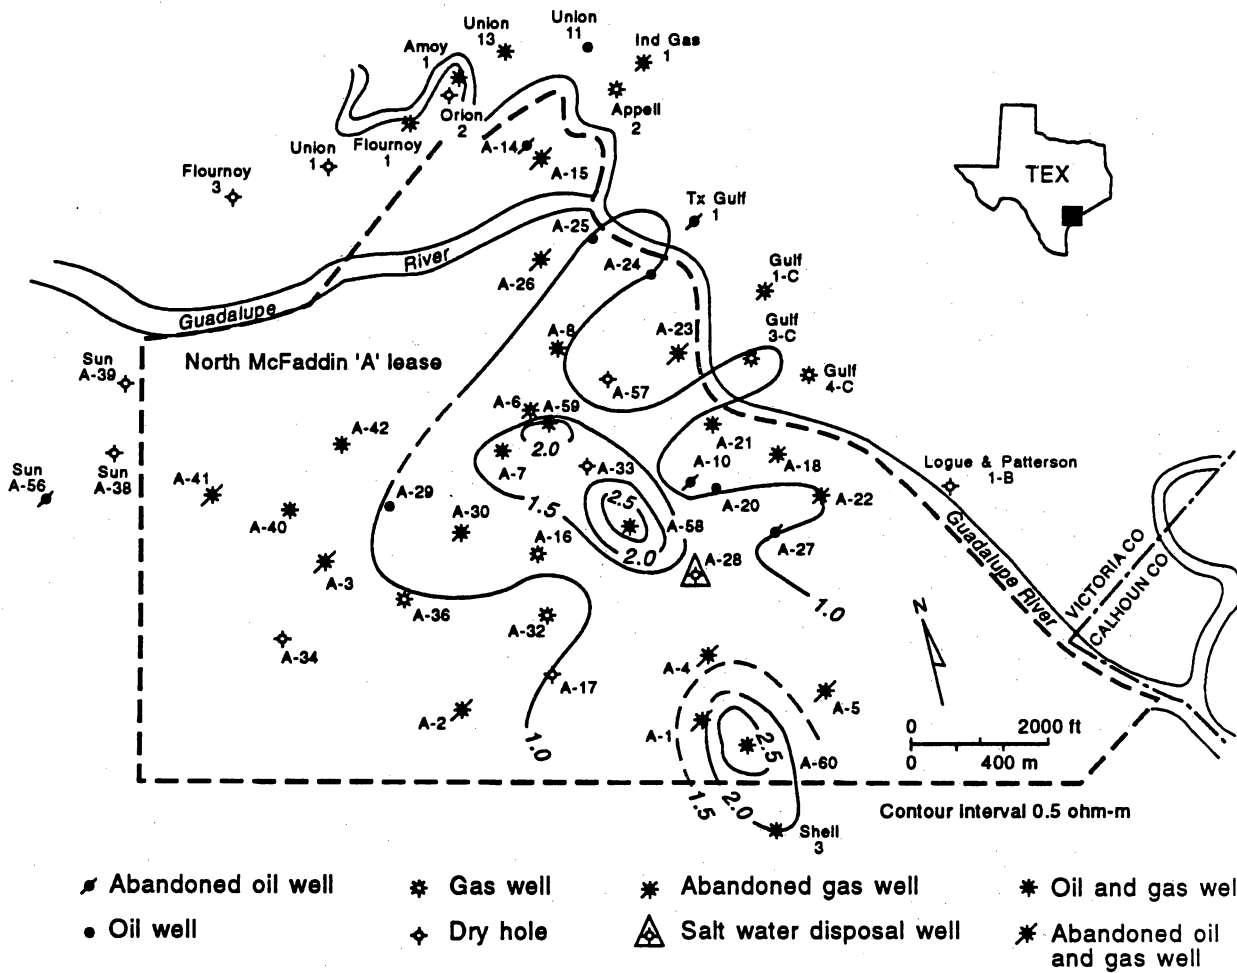 Union
11
Union
13
Ind Gas
1
Amoy
1
Appell
2
Orion
2
Flournoy
1
Union
1
Flournoy
3
A-14
A-15
TEX
Tx Gulf
1
A-25
River
A-24
A-26
Gulf
1-C
Guadalupe
A-8
A-23
Gulf
3-C
North McFaddin 'A' lease
Sun
A-39
Gulf
4-C
A-57
A-6
A-59
A-42
2.0
A-21
A-7
A-33
A-10
A-18
Logue & Patterson
1-B
Sun
A-56
Sun
A-38
A-41
A-29
2.5
A-20
A-22
A-40
A-30
1.5
A-58
A-16
2.0
A-28
A-27
Guadalupe River
VICTORIA CO
CALHOUN CO
A-3
A-36
1.0
N
A-32
A-34
A-4
A-17
A-5
A-2
A-1
1.0
2.5
0 2000 ft
0 400 m
A-60
1.5
2.0
Contour interval 0.5 ohm-m
Shell
3
Abandoned oil well
Gas well
Abandoned gas well
Oil and gas well
Oil well
Dry hole
Salt water disposal well
Abandoned oil
and gas well